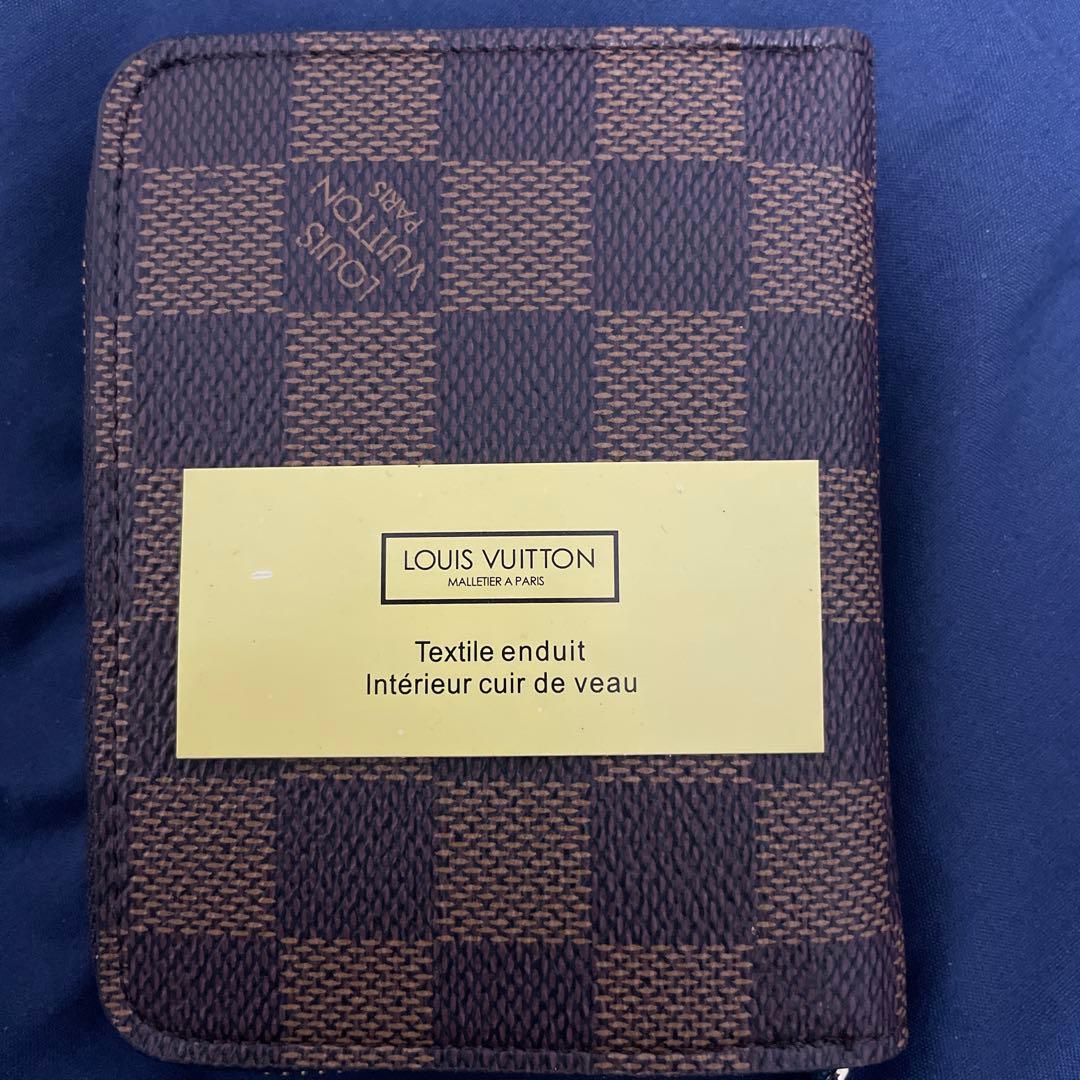 LOUIS
VUITTON
PARIS
LOUIS VUITTON
MALLETIER A PARIS
Textile enduit
Intérieur cuir de veau